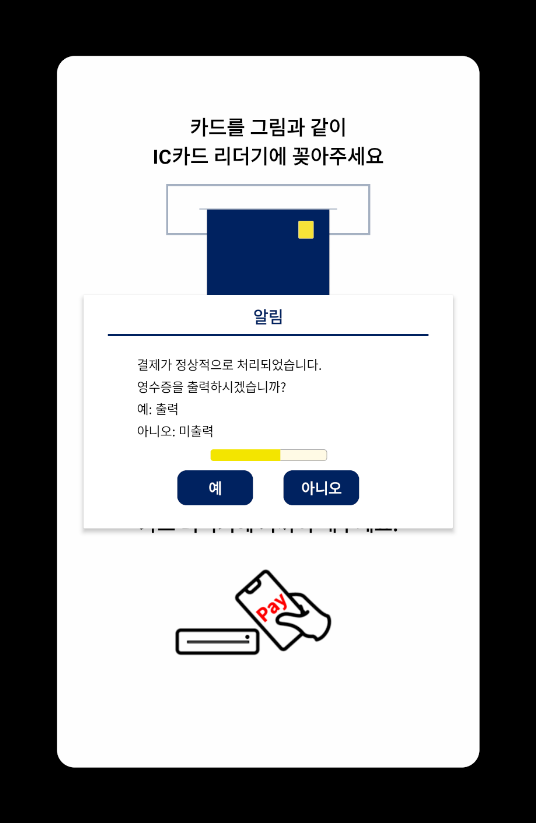 카드를 그림과 같이
IC카드 리더기에 꽂아주세요
알림
결제가 정상적으로 처리되었습니다.
영수증을 출력하시겠습니까?
예: 출력
아니오: 미출력
예
아니오
Pay